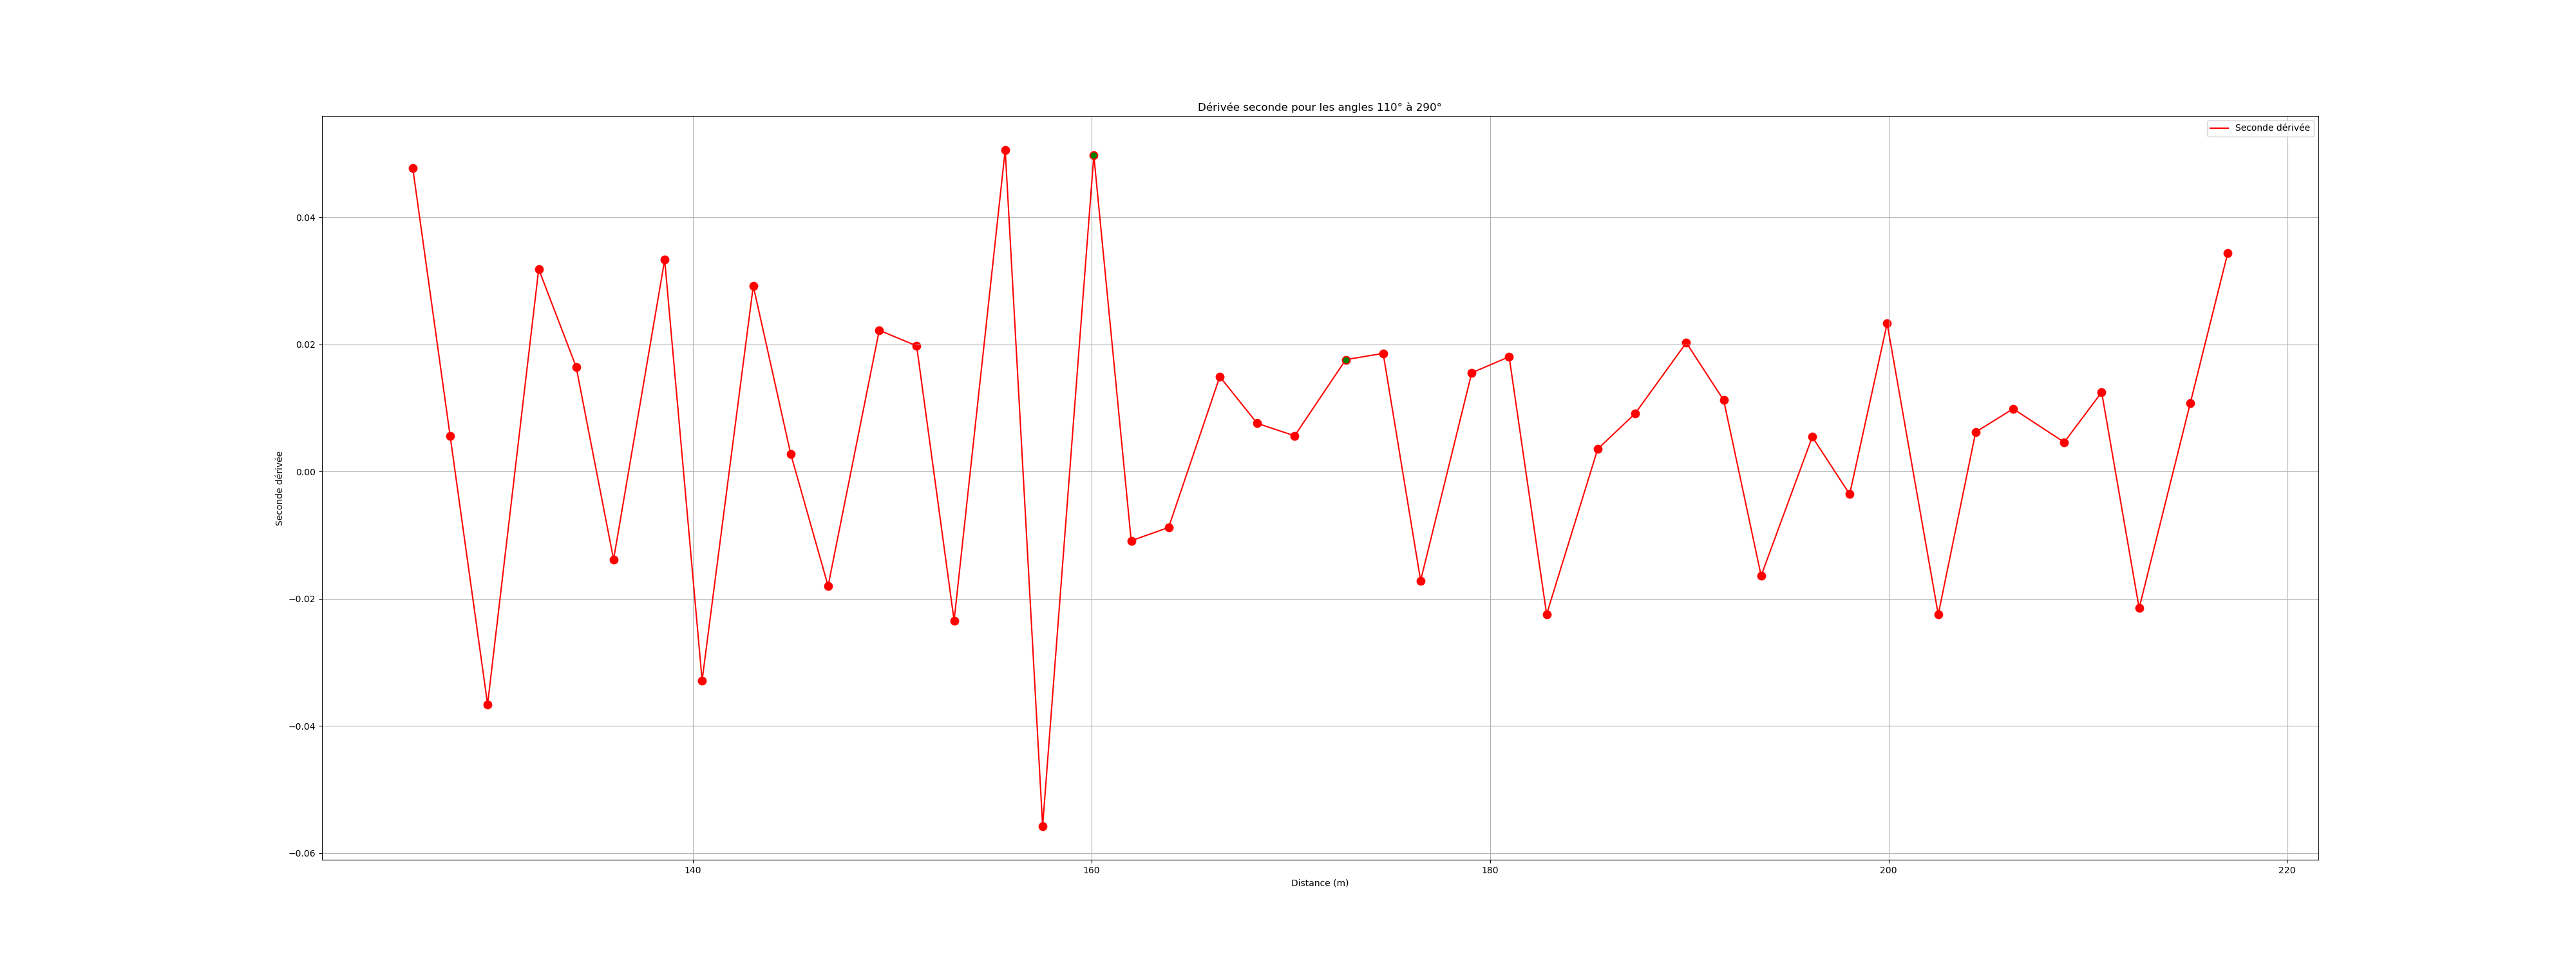 Dérivée seconde pour les angles 110° à 290°
Seconde dérivée
0.04
0.02
0.00
−0.02
−0.04
−0.06
Seconde dérivée
140
160
180
200
220
Distance (m)